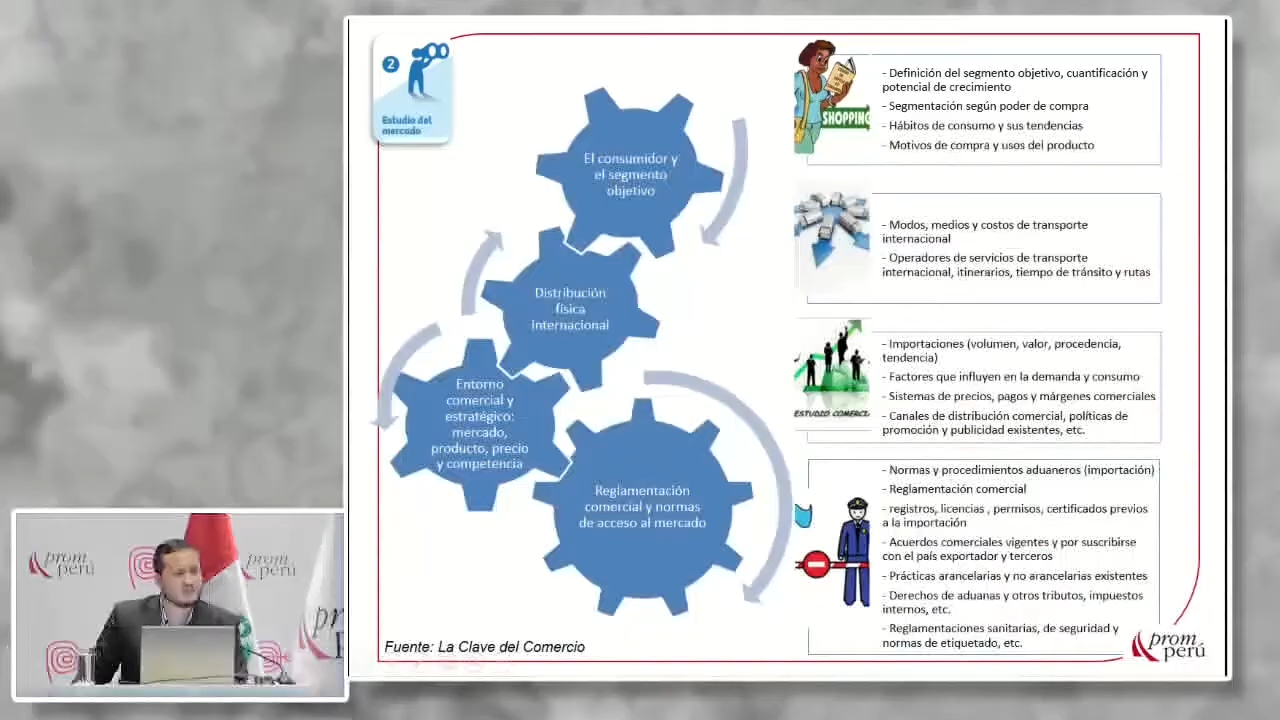 2
Estudio del
mercado
El consumidor y
el segmento
objetivo
Distribución
física
internacional
Entorno
comercial y
estratégico:
mercado,
producto, precio
y competencia
Reglamentación
comercial y normas
de acceso al mercado
Fuente: La Clave del Comercio
SHOPPING
- Definición del segmento objetivo, cuantificación y
potencial de crecimiento
- Segmentación según poder de compra
- Hábitos de consumo y sus tendencias
- Motivos de compra y usos del producto
- Modos, medios y costos de transporte
internacional
- Operadores de servicios de transporte
internacional, itinerarios, tiempo de tránsito y rutas
ESTUDIO COMERCI
- Importaciones (volumen, valor, procedencia,
tendencia)
- Factores que influyen en la demanda y consumo
- Sistemas de precios, pagos y márgenes comerciales
- Canales de distribución comercial, políticas de
promoción y publicidad existentes, etc.
- Normas y procedimientos aduaneros (importación)
- Reglamentación comercial
- registros, licencias , permisos, certificados previos
a la importación
- Acuerdos comerciales vigentes y por suscribirse
con el país exportador y terceros
- Prácticas arancelarias y no arancelarias existentes
- Derechos de aduanas y otros tributos, impuestos
internos, etc.
- Reglamentaciones sanitarias, de seguridad y
normas de etiquetado, etc.
prom
perú
prom
perú
prom
perú
prom